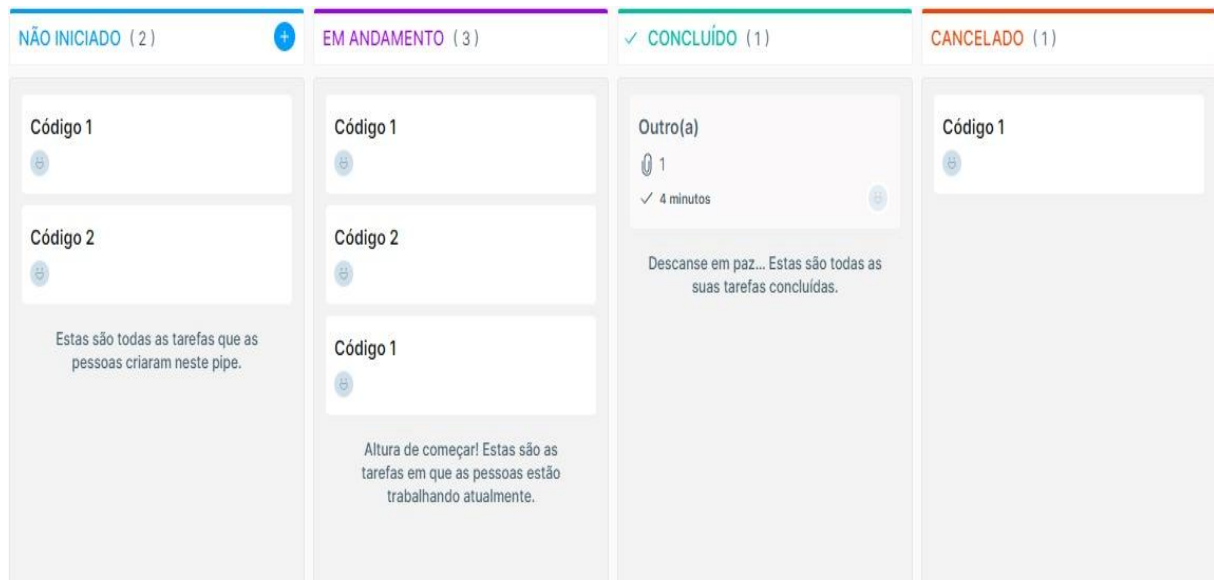 NÃO INICIADO (2)
+
Código 1
Código 2
Estas são todas as tarefas que as
pessoas criaram neste pipe.
EM ANDAMENTO (3)
Código 1
Código 2
Código 1
Altura de começar! Estas são as
tarefas em que as pessoas estão
trabalhando atualmente.
✓ CONCLUÍDO (1)
Outro(a)
1
✓ 4 minutos
Descanse em paz... Estas são todas as
suas tarefas concluídas.
CANCELADO (1)
Código 1